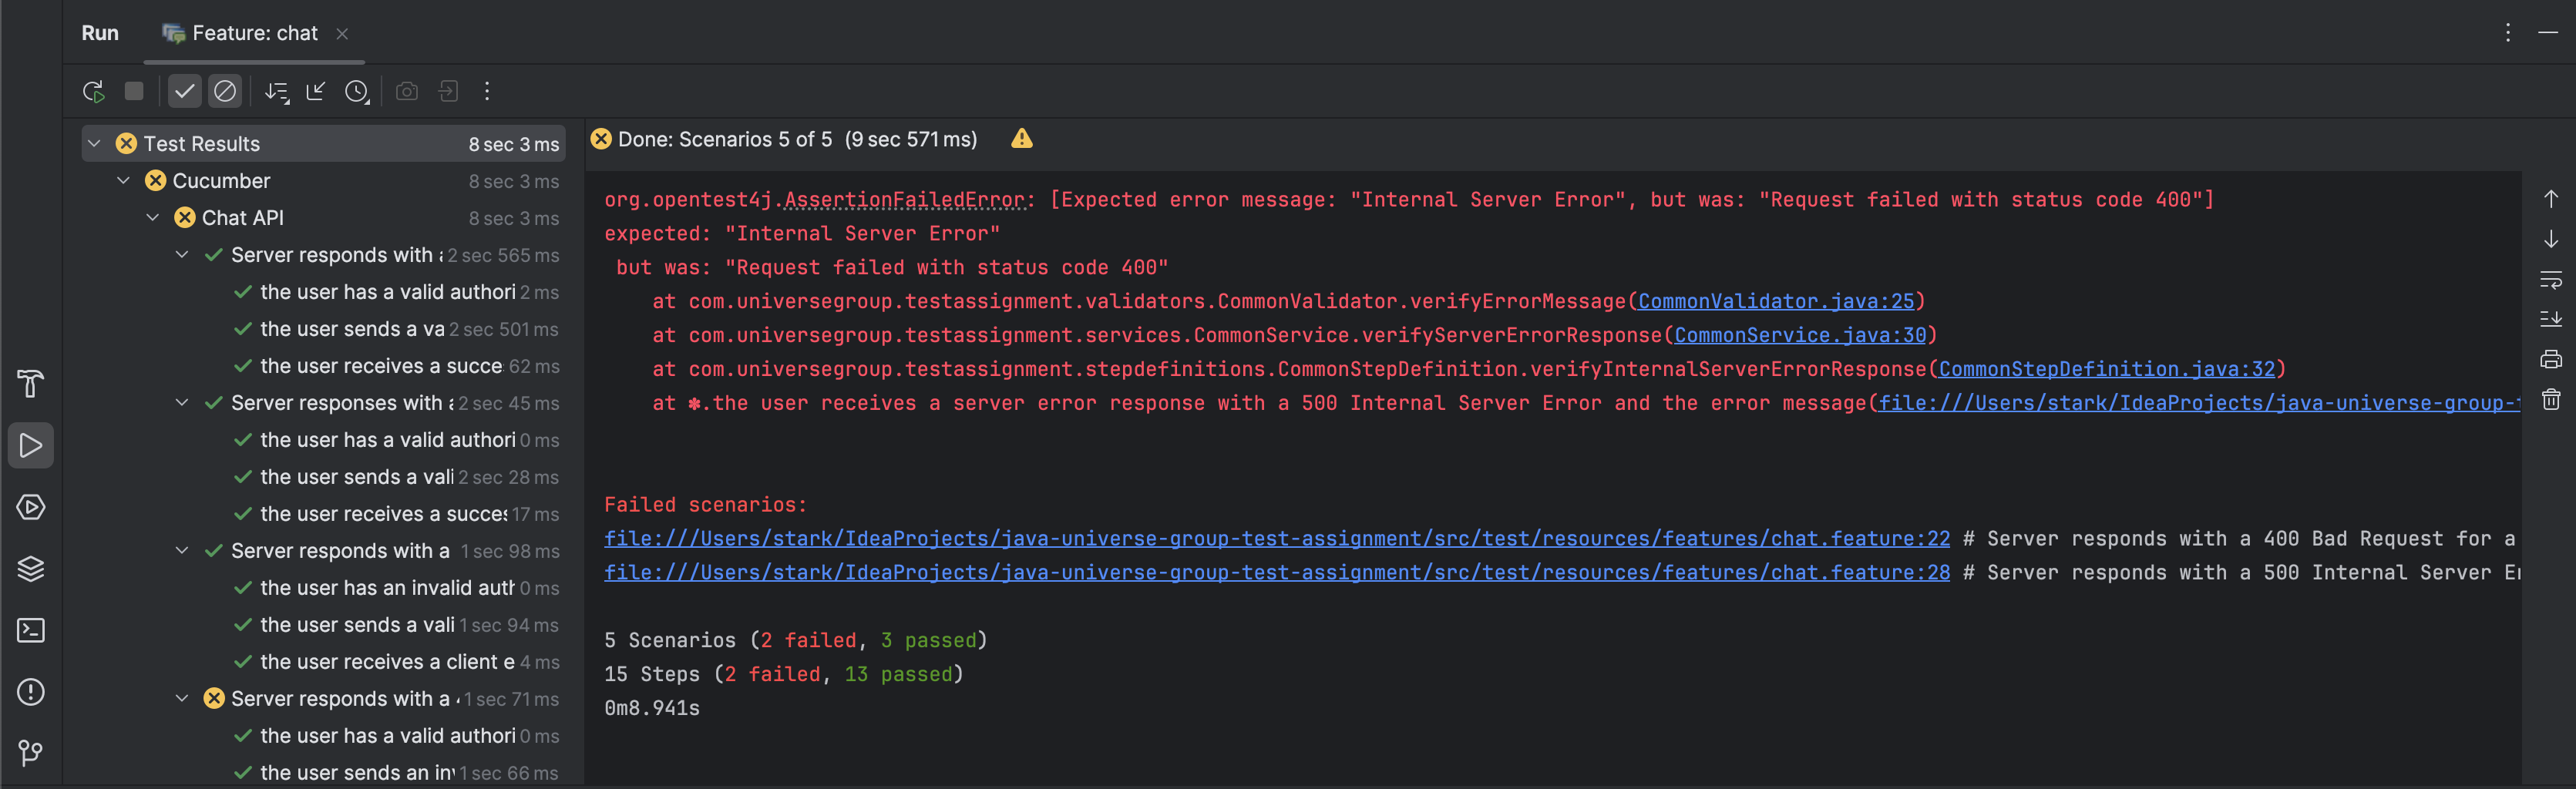 Run Feature: chat
Test Results 8 sec 3 ms
Cucumber 8 sec 3 ms
Chat API 8 sec 3 ms
Server responds with a 2 sec 565 ms
the user has a valid authori 2 ms
the user sends a va 2 sec 501 ms
the user receives a succe 62 ms
Server responses with a 2 sec 45 ms
the user has a valid authori 0 ms
the user sends a vali 2 sec 28 ms
the user receives a succes 17 ms
Server responds with a 1 sec 98 ms
the user has an invalid auth 0 ms
the user sends a vali 1 sec 94 ms
the user receives a client e 4 ms
Server responds with a 1 sec 71 ms
the user has a valid authori 0 ms
the user sends an inv 1 sec 66 ms
Done: Scenarios 5 of 5 (9 sec 571 ms)
org.opentest4j.AssertionFailedError: [Expected error message: "Internal Server Error", but was: "Request failed with status code 400"]
expected: "Internal Server Error"
but was: "Request failed with status code 400"
at com.universegroup.testassignment.validators.CommonValidator.verifyErrorMessage(CommonValidator.java:25)
at com.universegroup.testassignment.services.CommonService.verifyServerErrorResponse(CommonService.java:30)
at com.universegroup.testassignment.stepdefinitions.CommonStepDefinition.verifyInternalServerErrorResponse(CommonStepDefinition.java:32)
at ✽.the user receives a server error response with a 500 Internal Server Error and the error message(file:///Users/stark/IdeaProjects/java-universe-group-
Failed scenarios:
file:///Users/stark/IdeaProjects/java-universe-group-test-assignment/src/test/resources/features/chat.feature:22 # Server responds with a 400 Bad Request for a
file:///Users/stark/IdeaProjects/java-universe-group-test-assignment/src/test/resources/features/chat.feature:28 # Server responds with a 500 Internal Server Er
5 Scenarios (2 failed, 3 passed)
15 Steps (2 failed, 13 passed)
0m8.941s